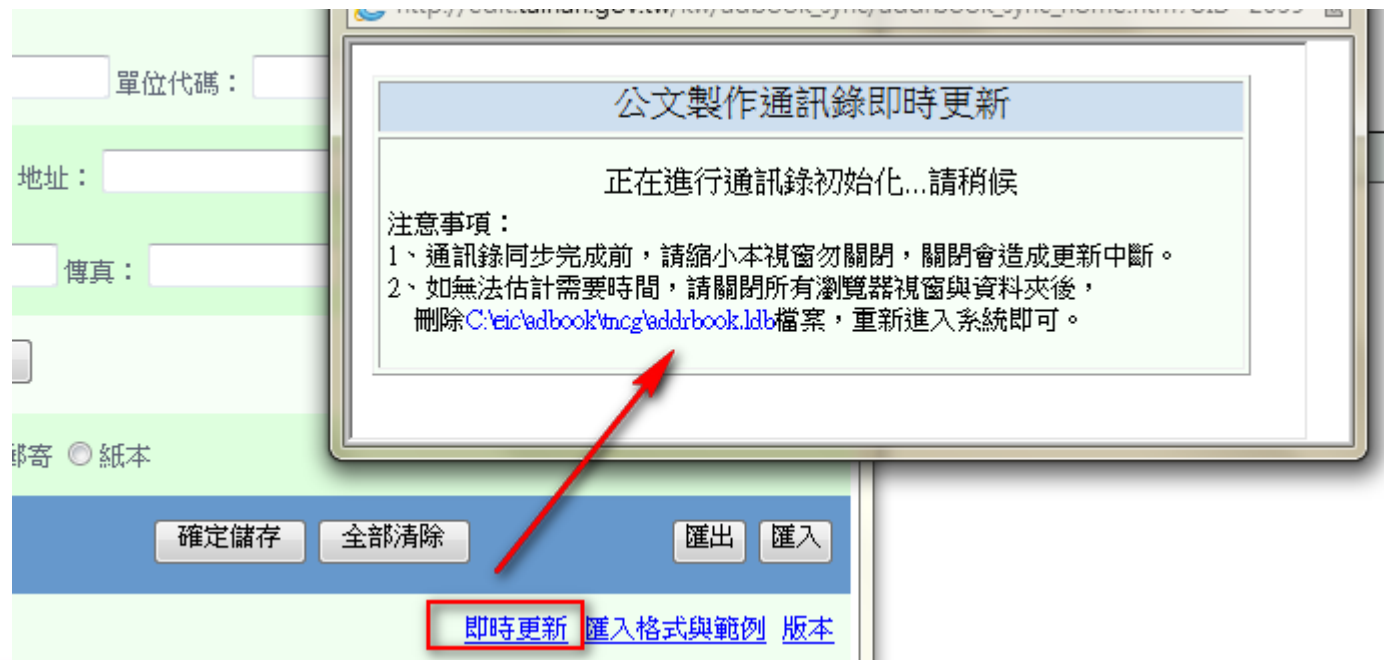 單位代碼：
地址：
傳真：
郵寄 紙本
確定儲存 全部清除 匯出 匯入
即時更新 匯入格式與範例 版本
公文製作通訊錄即時更新
正在進行通訊錄初始化...請稍候
注意事項：
1、通訊錄同步完成前，請縮小本視窗勿關閉，關閉會造成更新中斷。
2、如無法估計需要時間，請關閉所有瀏覽器視窗與資料夾後，
刪除C:\eic\adbook\tncg\addrbook.ldb檔案，重新進入系統即可。